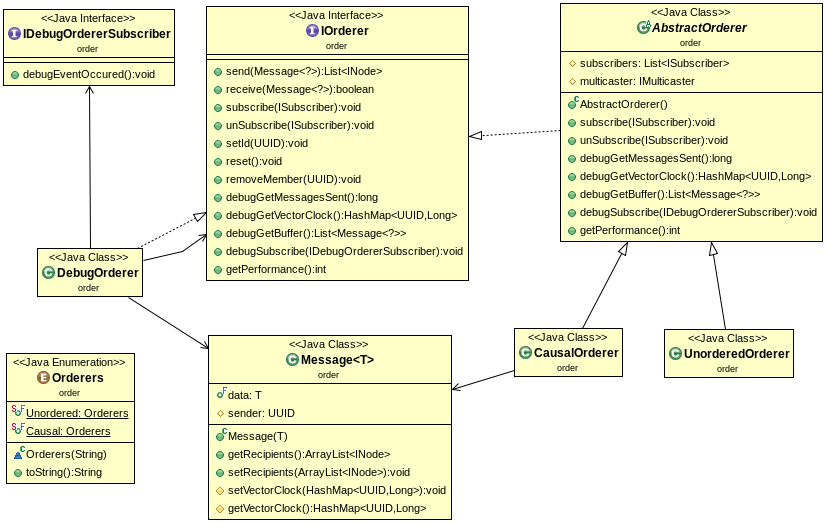 <<Java Interface>>
IDebugOrdererSubscriber
order
debugEventOccured():void
<<Java Interface>>
IOrderer
order
send(Message<?>):List<INode>
receive(Message<?>):boolean
subscribe(ISubscriber):void
unSubscribe(ISubscriber):void
setId(UUID):void
reset():void
removeMember(UUID):void
debugGetMessagesSent():long
debugGetVectorClock():HashMap<UUID,Long>
debugGetBuffer():List<Message<?>>
debugSubscribe(IDebugOrdererSubscriber):void
getPerformance():int
<<Java Class>>
AbstractOrderer
order
subscribers: List<ISubscriber>
multicaster: IMulticaster
AbstractOrderer()
subscribe(ISubscriber):void
unSubscribe(ISubscriber):void
debugGetMessagesSent():long
debugGetVectorClock():HashMap<UUID,Long>
debugGetBuffer():List<Message<?>>
debugSubscribe(IDebugOrdererSubscriber):void
getPerformance():int
<<Java Class>>
DebugOrderer
order
<<Java Enumeration>>
Orderers
order
Unordered: Orderers
Causal: Orderers
Orderers(String)
toString():String
<<Java Class>>
Message<T>
order
data: T
sender: UUID
Message(T)
getRecipients():ArrayList<INode>
setRecipients(ArrayList<INode>):void
setVectorClock(HashMap<UUID,Long>):void
getVectorClock():HashMap<UUID,Long>
<<Java Class>>
CausalOrderer
order
<<Java Class>>
UnorderedOrderer
order